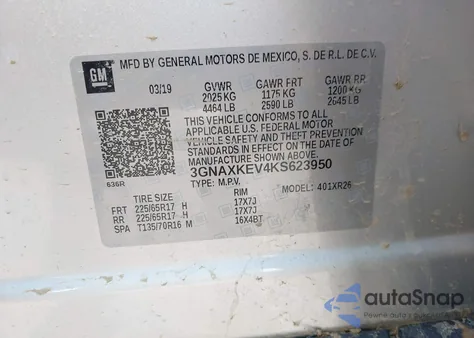 GM
MFD BY GENERAL MOTORS DE MEXICO, S. DE R.L. DE C.V.
03/19 GVWR GAWR FRT GAWR RR
2025 KG 1175 KG 1200 KG
4464 LB 2590 LB 2645 LB
THIS VEHICLE CONFORMS TO ALL
APPLICABLE U.S. FEDERAL MOTOR
VEHICLE SAFETY AND THEFT PREVENTION
STANDARDS IN EFFECT ON THE DATE
OF MANUFACTURE SHOWN ABOVE.
3GNAXKEV4KS623950
636R TYPE: M.P.V. MODEL: 401XR26
TIRE SIZE RIM
FRT 225/65R17 H 17X7J
RR 225/65R17 H 17X7J
SPA T135/70R16 M 16X4BT
autoSnap
Pewne auto z